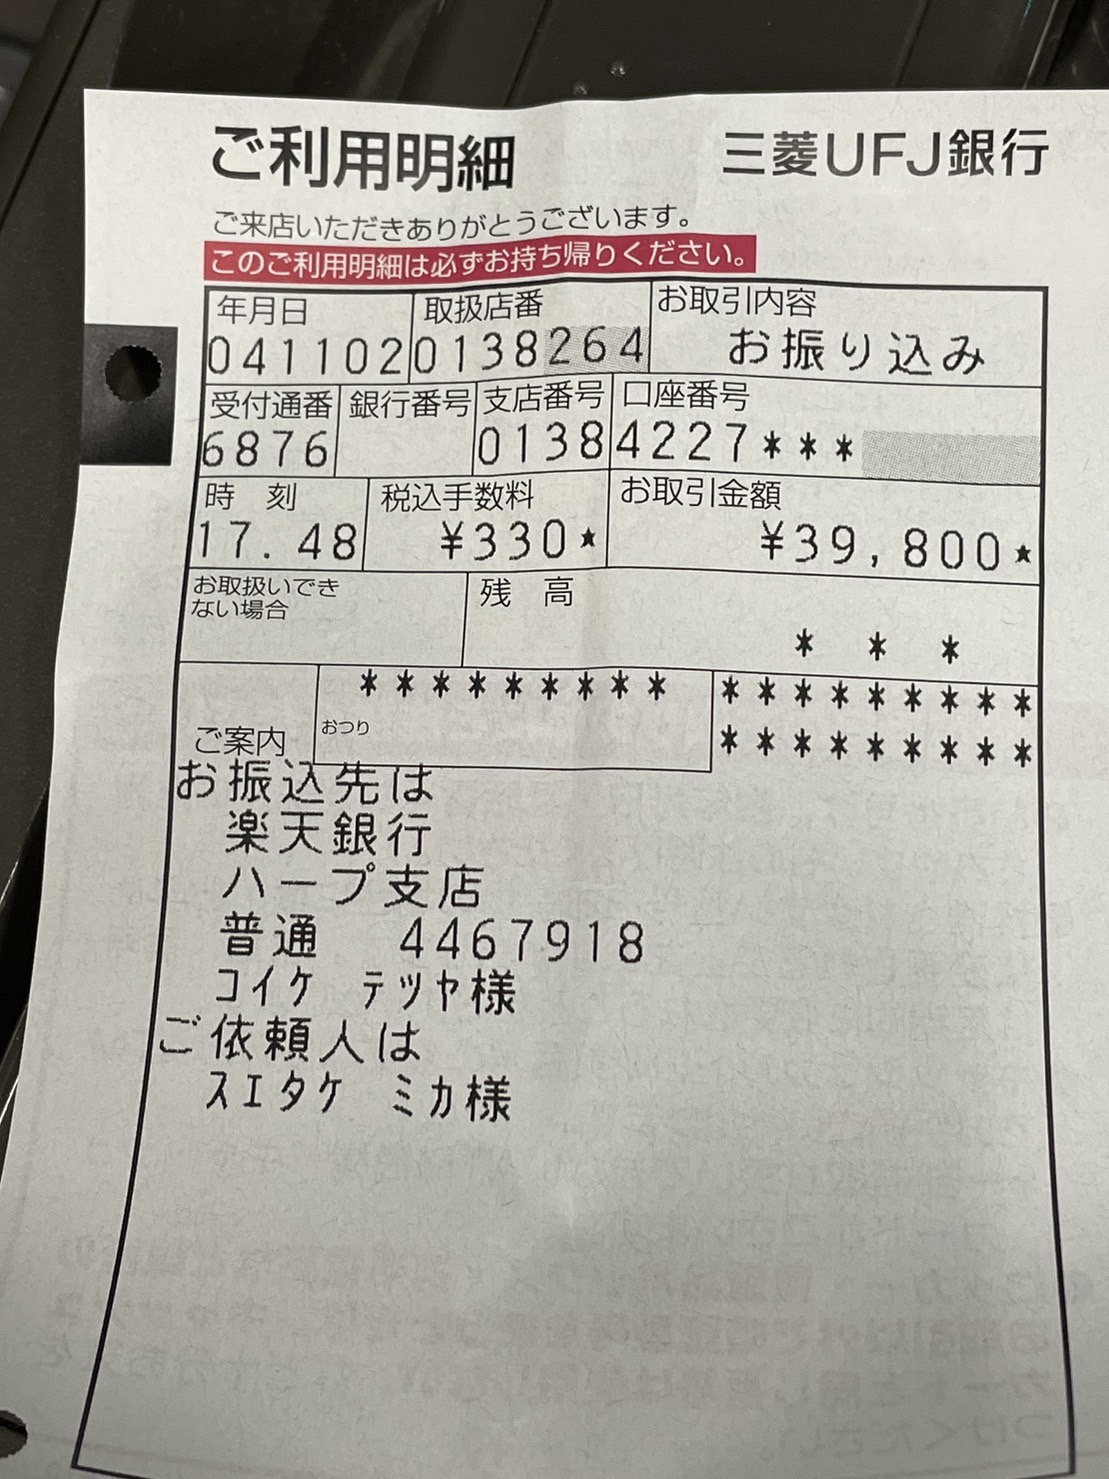 ご利用明細 三菱UFJ銀行
ご来店いただきありがとうございます。
このご利用明細は必ずお持ち帰りください。
年月日 取扱店番 お取引内容
041102 0138264 お振り込み
受付通番 銀行番号 支店番号 口座番号
6876 0138 4227***
時 刻 税込手数料 お取引金額
17.48 ¥330★ ¥39,800★
お取扱いでき
ない場合
残 高
* * *
********* *********
おつり
*********
ご案内
お振込先は
楽天銀行
ハープ支店
普通 4467918
コイケ テツヤ様
ご依頼人は
スエタケ ミカ様